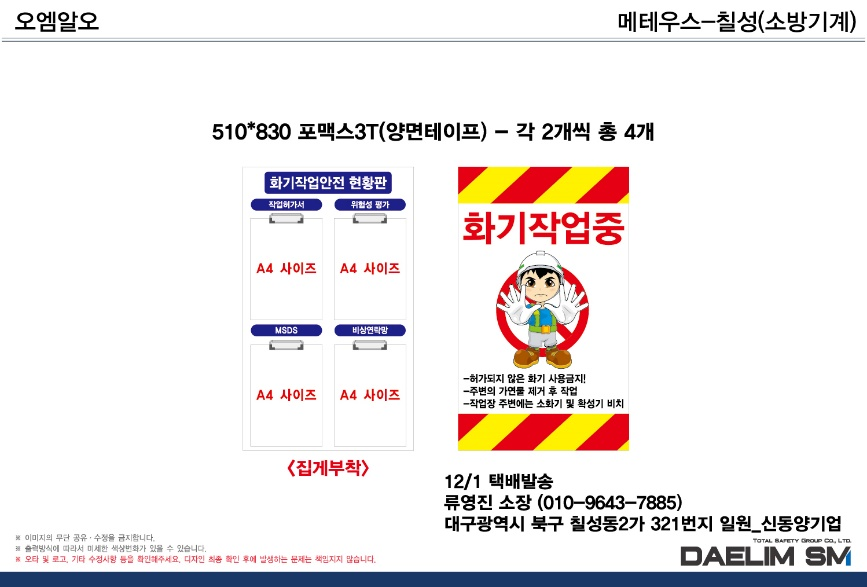 오엠알오
메테우스-칠성(소방기계)
510*830 포맥스3T(양면테이프) - 각 2개씩 총 4개
화기작업안전 현황판
작업허가서
위험성 평가
A4 사이즈
A4 사이즈
MSDS
비상연락망
A4 사이즈
A4 사이즈
<집게부착>
화기작업중
-허가되지 않은 화기 사용금지!
-주변의 가연물 제거 후 작업
-작업장 주변에는 소화기 및 확성기 비치
12/1 택배발송
류영진 소장 (010-9643-7885)
대구광역시 북구 칠성동2가 321번지 일원_신동양기업
※ 이미지의 무단 공유·수정을 금지합니다.
※ 출력방식에 따라서 미세한 색상변화가 있을 수 있습니다.
※ 오타 및 로고, 기타 수정사항 등을 확인해주세요. 디자인 최종 확인 후에 발생하는 문제는 책임지지 않습니다.
TOTAL SAFETY GROUP CO., LTD.
DAELIM SM